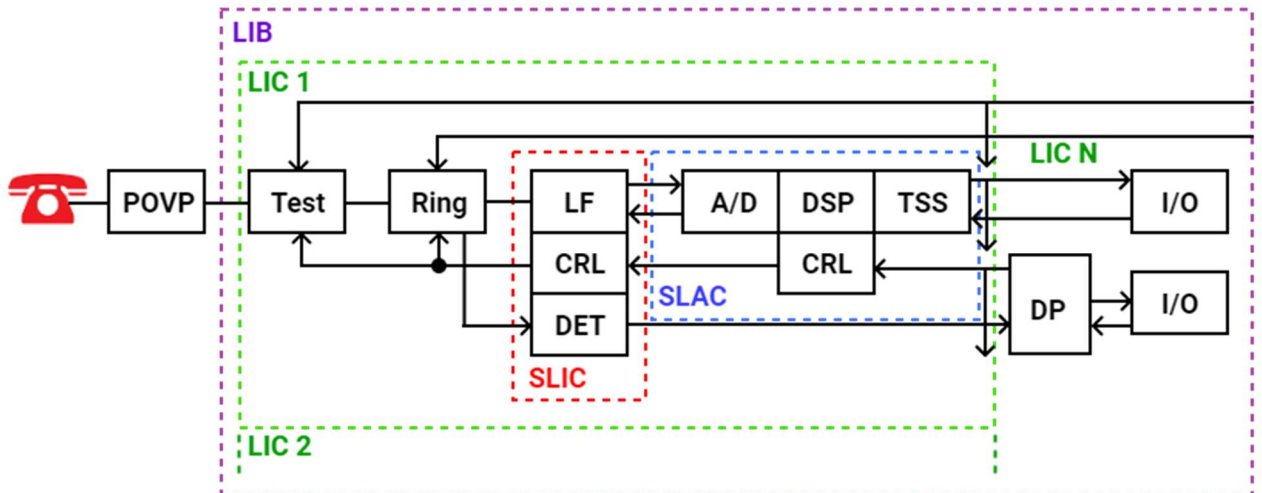 LIB
LIC 1
LIC N
POVP
Test
Ring
LF
A/D
DSP
TSS
I/O
CRL
CRL
SLAC
DP
I/O
DET
SLIC
LIC 2